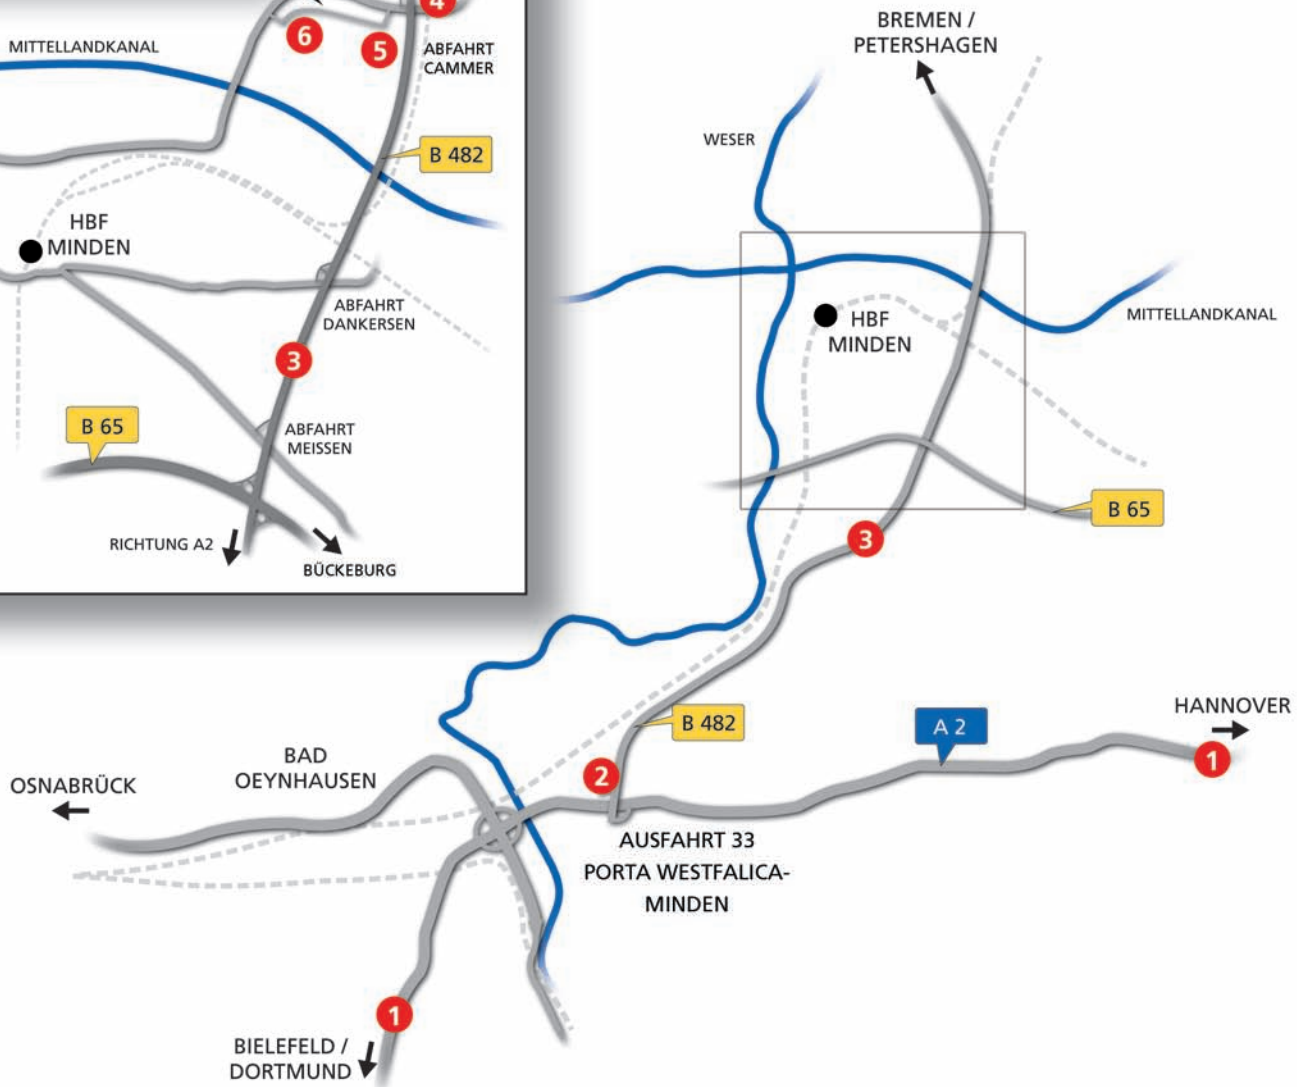 4
6
5
MITTELLANDKANAL
ABFAHRT
CAMMER
B 482
HBF
MINDEN
ABFAHRT
DANKERSEN
3
B 65
ABFAHRT
MEISSEN
RICHTUNG A2
BÜCKEBURG
BREMEN /
PETERSHAGEN
WESER
HBF
MINDEN
MITTELLANDKANAL
B 65
3
B 482
A 2
HANNOVER
1
2
BAD
OEYNHAUSEN
OSNABRÜCK
AUSFAHRT 33
PORTA WESTFALICA-
MINDEN
1
BIELEFELD /
DORTMUND